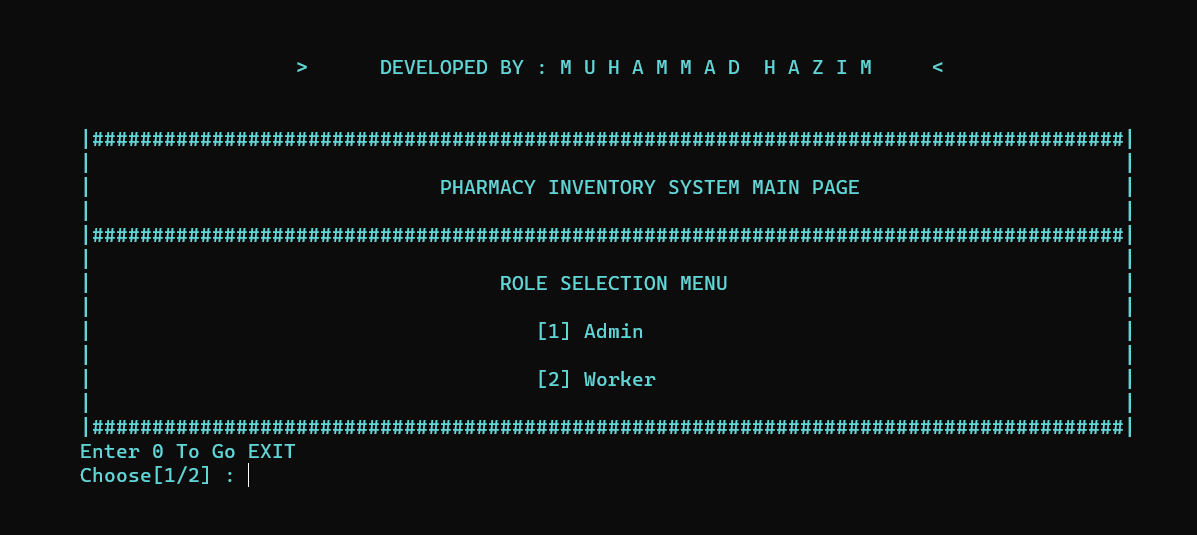 >      DEVELOPED BY : M U H A M M A D  H A Z I M     <
|######################################################################################|
PHARMACY INVENTORY SYSTEM MAIN PAGE
|######################################################################################|
ROLE SELECTION MENU
[1] Admin
[2] Worker
|######################################################################################|
Enter 0 To Go EXIT
Choose[1/2] :